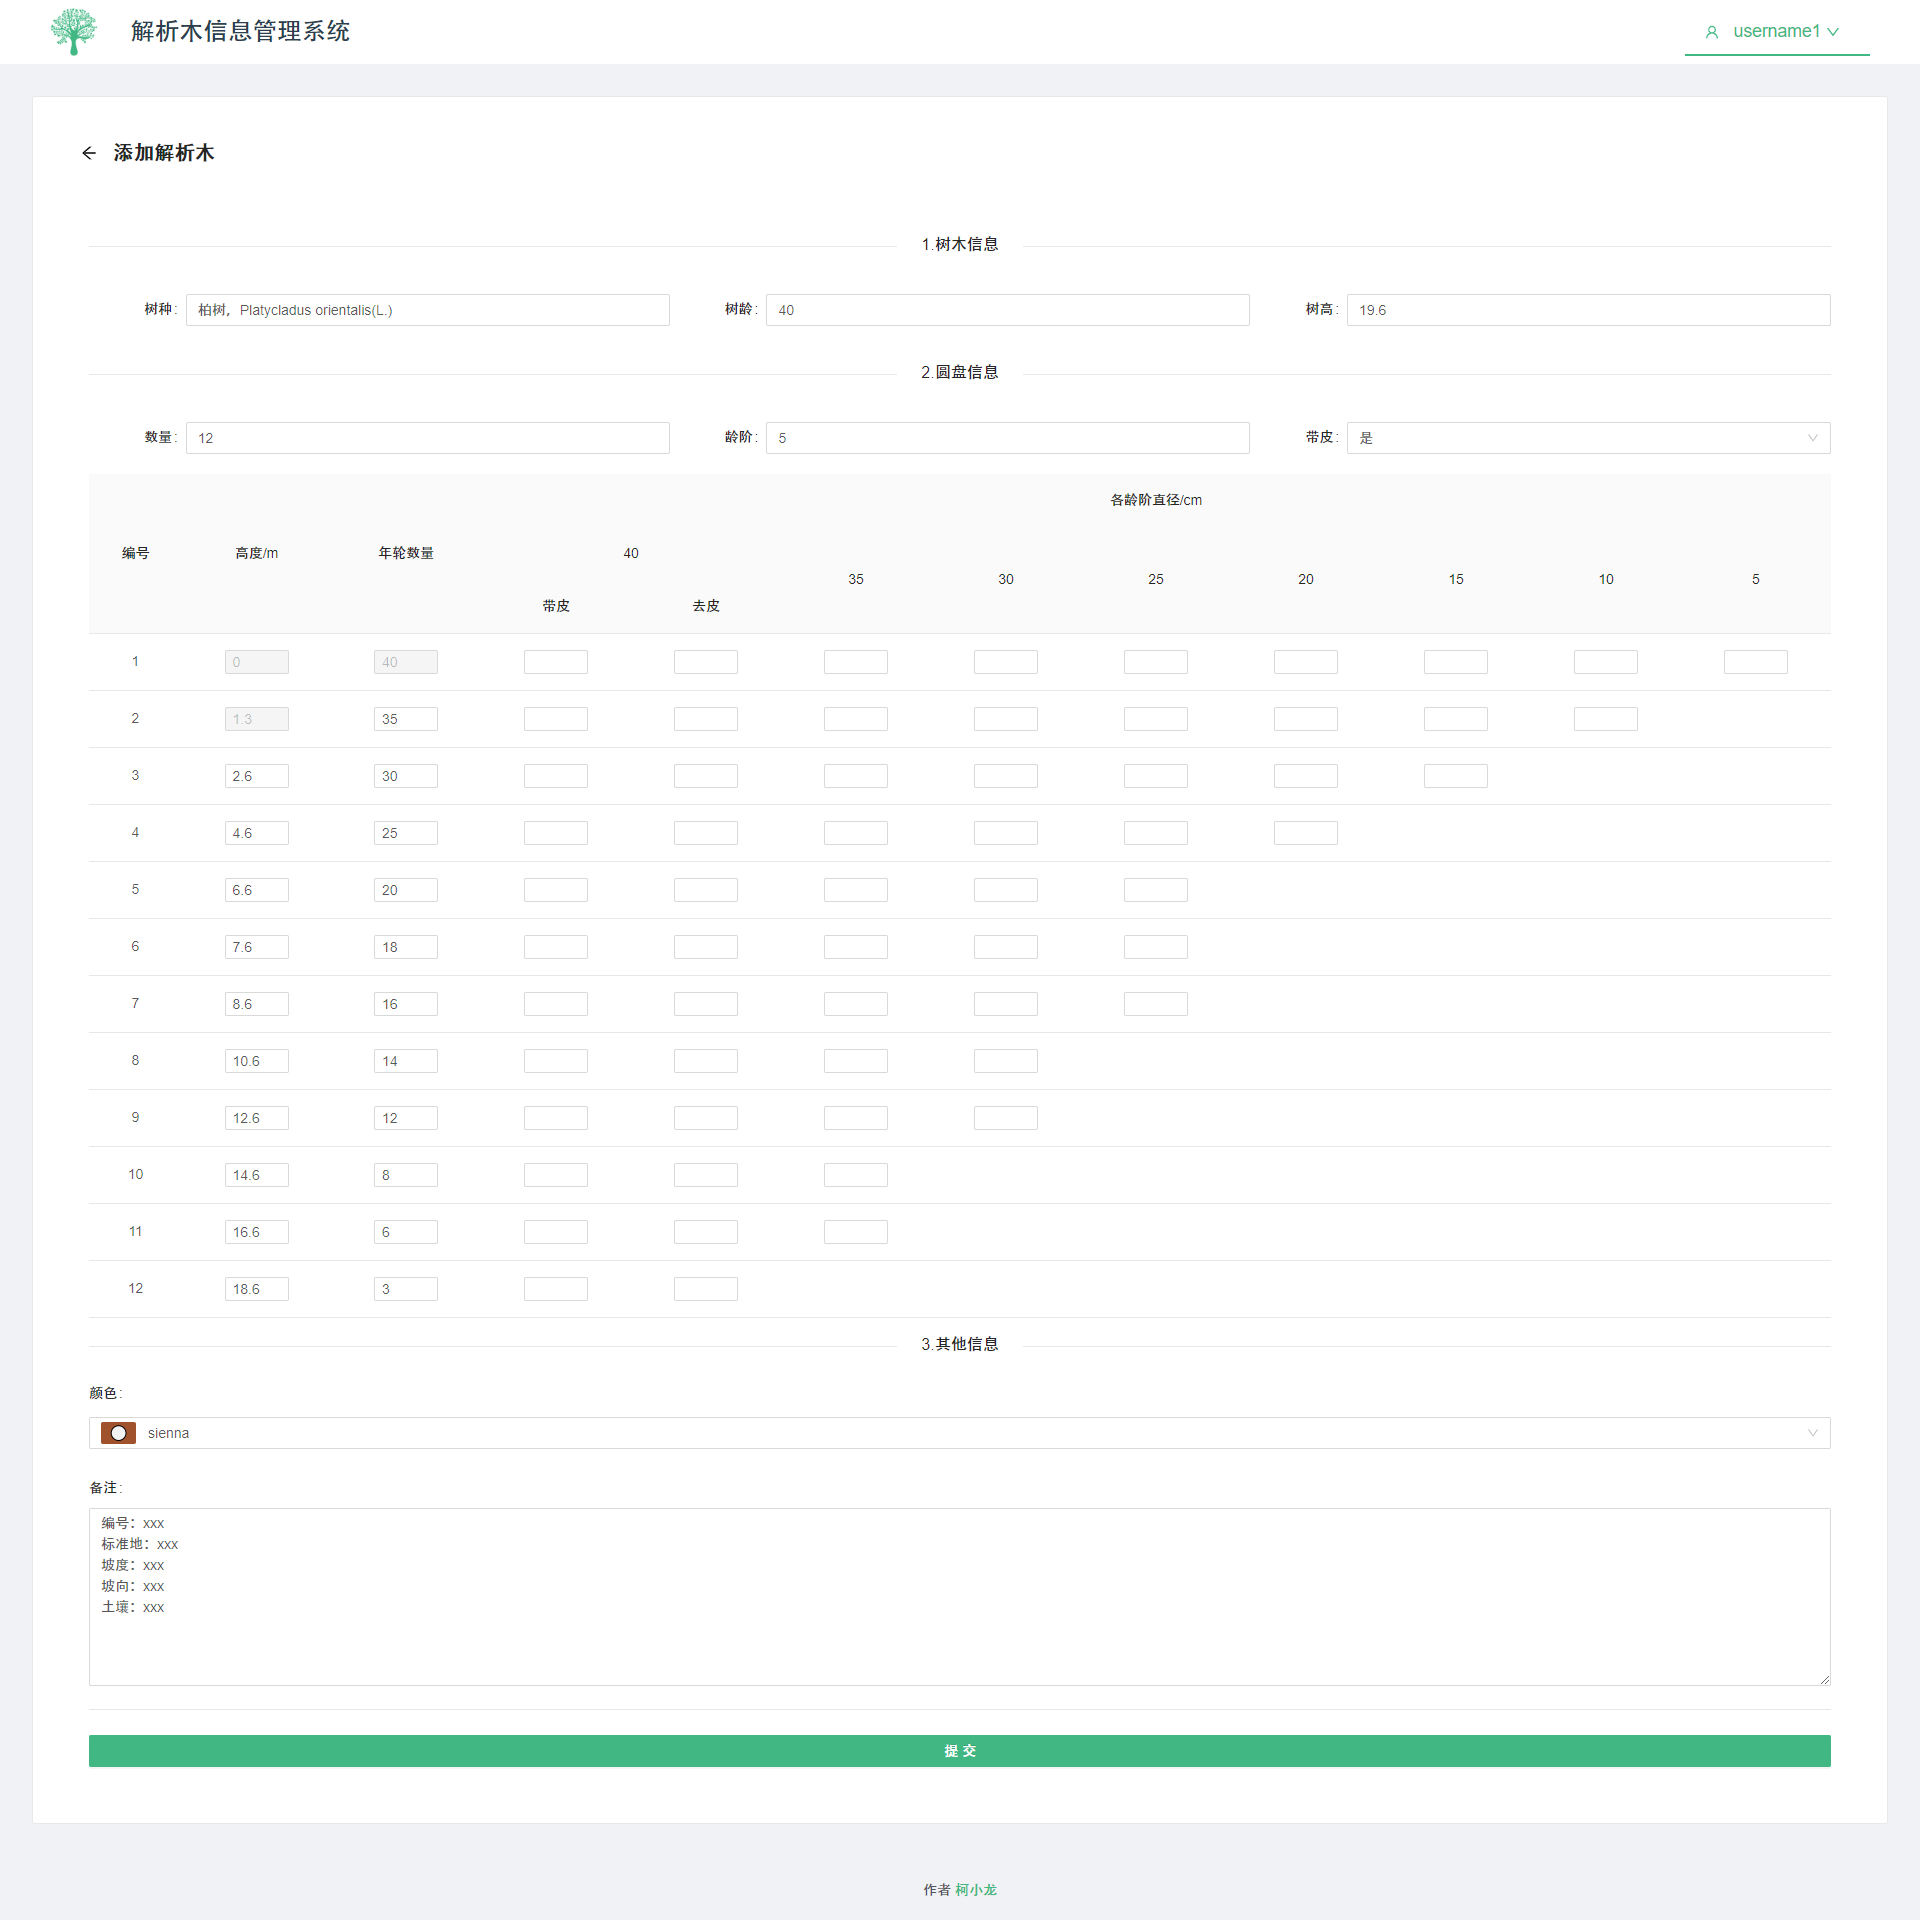 解析木信息管理系统
username1
添加解析木
1.树木信息
树种: 柏树，Platycladus orientalis(L.) 树龄: 40 树高: 19.6
2.圆盘信息
数量: 12 龄阶: 5 带皮: 是
各龄阶直径/cm
编号 高度/m 年轮数量 40
35 30 25 20 15 10 5
带皮 去皮
1 0 40
2 1.3 35
3 2.6 30
4 4.6 25
5 6.6 20
6 7.6 18
7 8.6 16
8 10.6 14
9 12.6 12
10 14.6 8
11 16.6 6
12 18.6 3
3.其他信息
颜色:
sienna
备注:
编号：xxx
标准地：xxx
坡度：xxx
坡向：xxx
土壤：xxx
提 交
作者 柯小龙